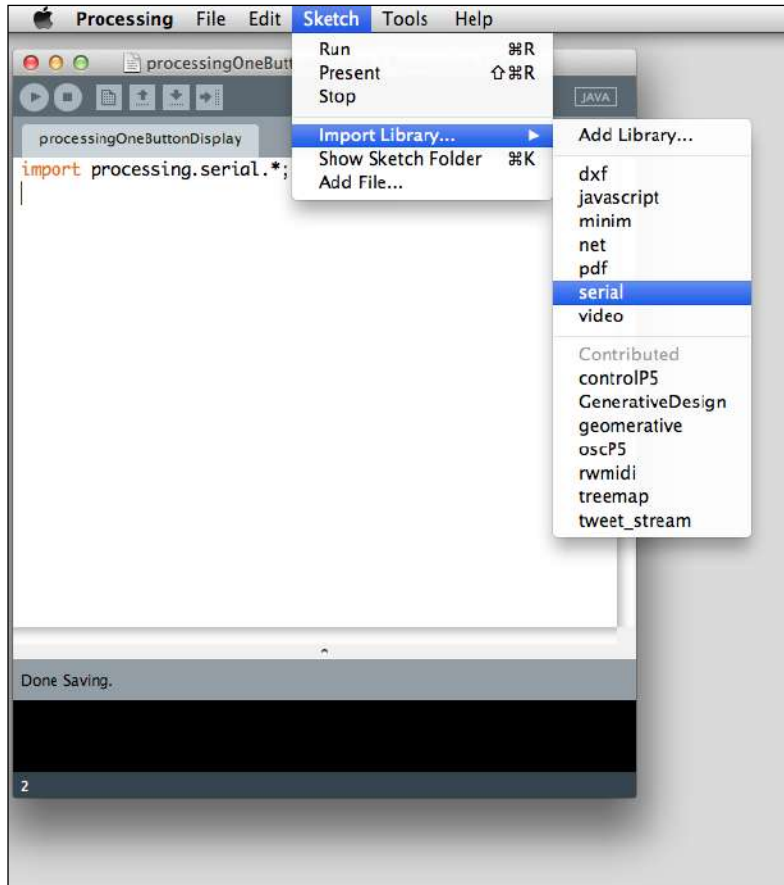 Processing File Edit Sketch Tools Help
processingOneButt
JAVA
processingOneButtonDisplay
import processing.serial.*;
Run ⌘R
Present ⇧⌘R
Stop
Import Library... ▶
Show Sketch Folder ⌘K
Add File...
Add Library...
dxf
javascript
minim
net
pdf
serial
video
Contributed
controlP5
GenerativeDesign
geomerative
oscP5
rwmidi
treemap
tweet_stream
Done Saving.
2